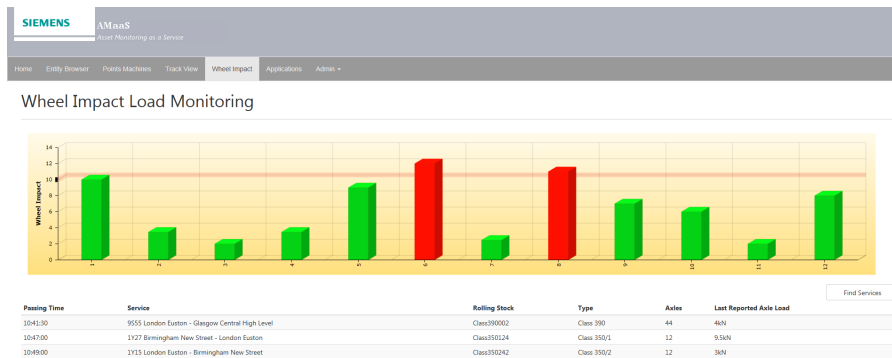 SIEMENS
AMaaS
Asset Monitoring as a Service
Home Entity Browser Points Machines Track View Wheel Impact Applications Admin
Wheel Impact Load Monitoring
Wheel Impact
14
12
10
8
6
4
2
0
1 2 3 4 5 6 7 8 9 10 11 12
Find Services
Passing Time Service Rolling Stock Type Axles Last Reported Axle Load
10:41:30 9S55 London Euston - Glasgow Central High Level Class390002 Class 390 44 4kN
10:47:00 1Y27 Birmingham New Street - London Euston Class350124 Class 350/1 12 9.5kN
10:49:00 1Y15 London Euston - Birmingham New Street Class350242 Class 350/2 12 3kN